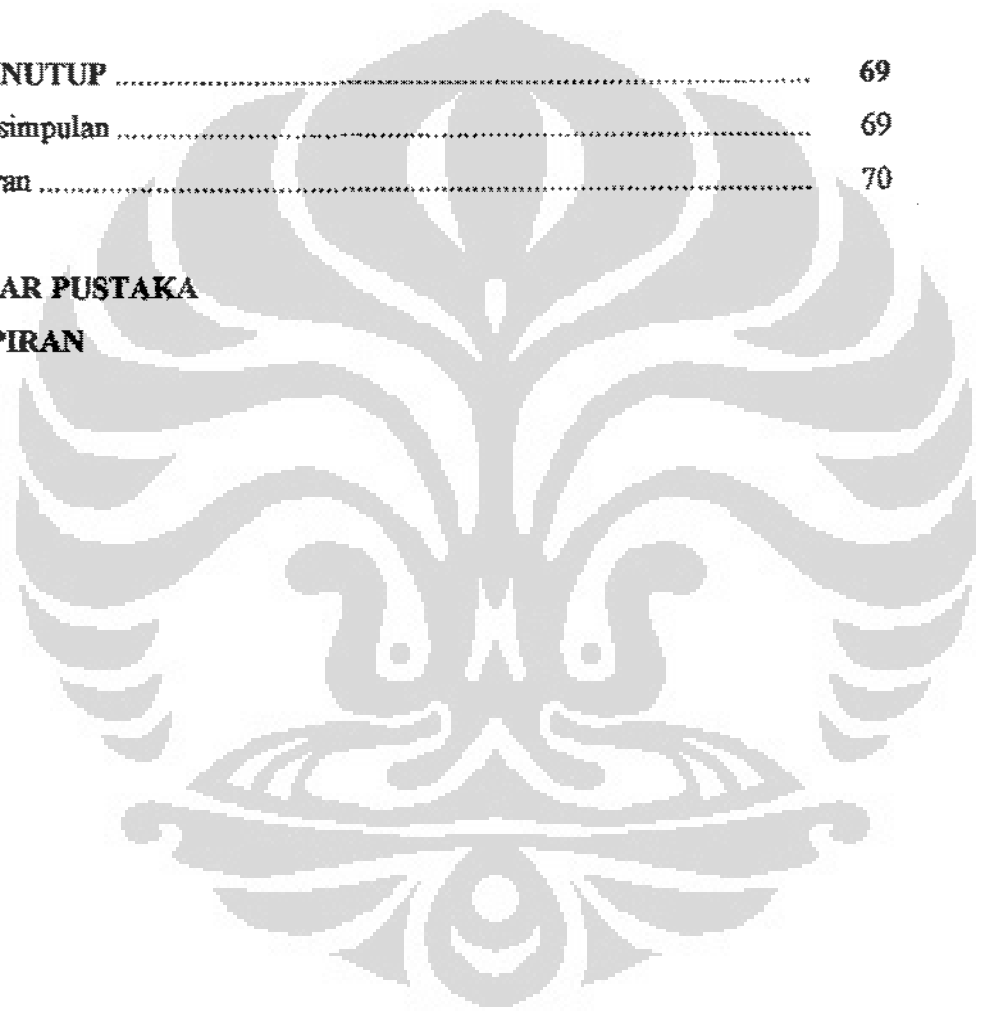 NUTUP ........................................................................ 69
simpulan ........................................................................ 69
ran ........................................................................ 70
AR PUSTAKA
PIRAN